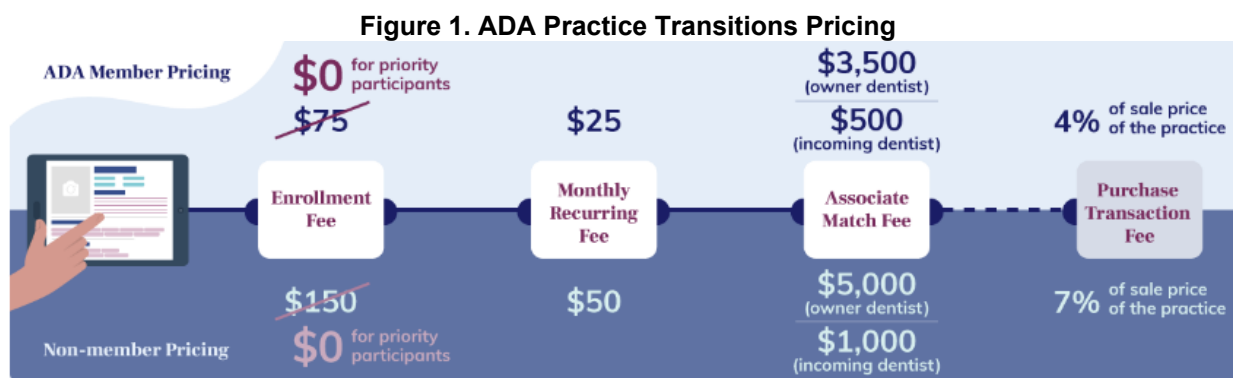 Figure 1. ADA Practice Transitions Pricing
ADA Member Pricing
$0 for priority
participants
$75
$25
$3,500
(owner dentist)
$500
(incoming dentist)
4% of sale price
of the practice
Enrollment
Fee
Monthly
Recurring
Fee
Associate
Match Fee
Purchase
Transaction
Fee
$150
$0 for priority
participants
$50
$5,000
(owner dentist)
$1,000
(incoming dentist)
7% of sale price
of the practice
Non-member Pricing